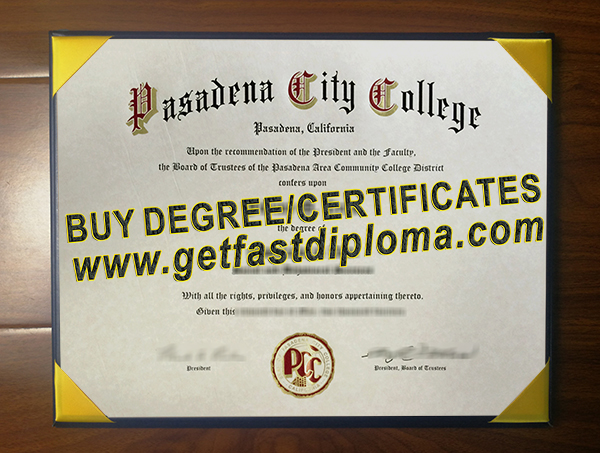 Pasadena City College
Pasadena, California
Upon the recommendation of the President and the Faculty,
the Board of Trustees of the Pasadena Area Community College District
confers upon
BUY DEGREE/CERTIFICATES
the degree of
www.getfastdiploma.com
With all the rights, privileges, and honors appertaining thereto.
Given this
PCC
President
President, Board of Trustees